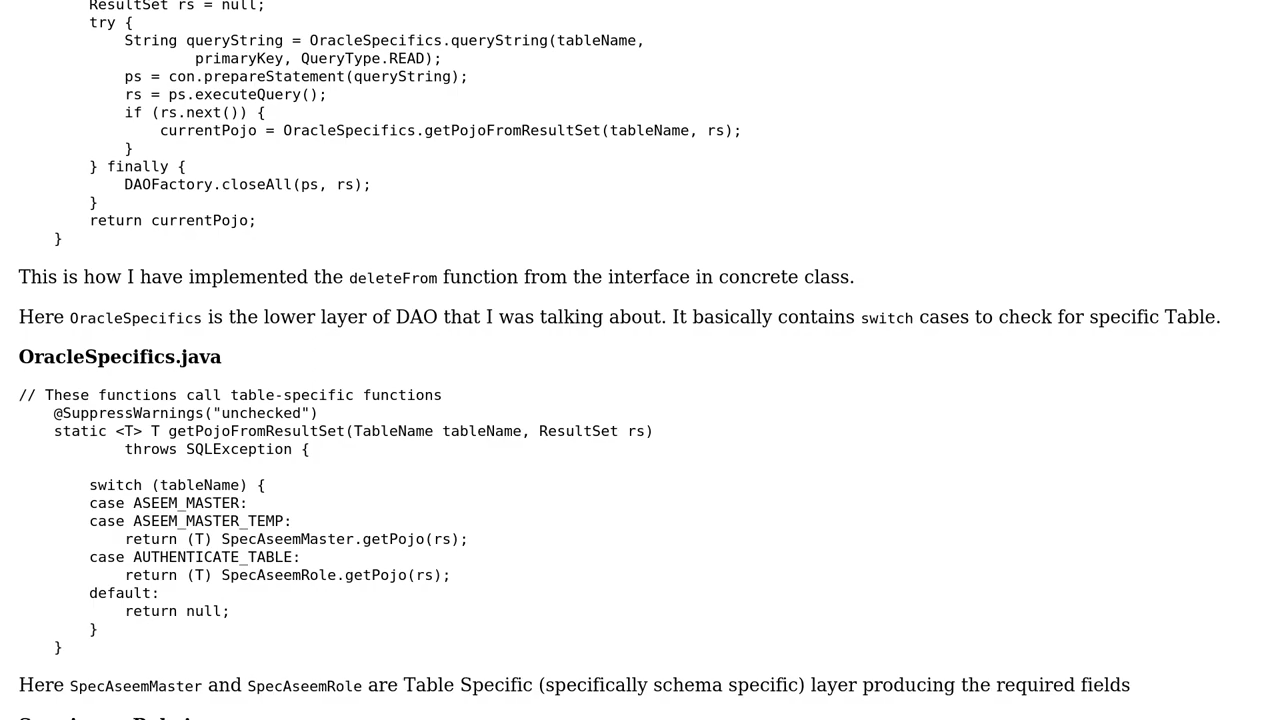 ResultSet rs = null;
        try {
            String queryString = OracleSpecifics.queryString(tableName,
                    primaryKey, QueryType.READ);
            ps = con.prepareStatement(queryString);
            rs = ps.executeQuery();
            if (rs.next()) {
                currentPojo = OracleSpecifics.getPojoFromResultSet(tableName, rs);
            }
        } finally {
            DAOFactory.closeAll(ps, rs);
        }
        return currentPojo;
    }
This is how I have implemented the deleteFrom function from the interface in concrete class.
Here OracleSpecifics is the lower layer of DAO that I was talking about. It basically contains switch cases to check for specific Table.
OracleSpecifics.java
// These functions call table-specific functions
    @SuppressWarnings("unchecked")
    static <T> T getPojoFromResultSet(TableName tableName, ResultSet rs)
            throws SQLException {
        switch (tableName) {
        case ASEEM_MASTER:
        case ASEEM_MASTER_TEMP:
            return (T) SpecAseemMaster.getPojo(rs);
        case AUTHENTICATE_TABLE:
            return (T) SpecAseemRole.getPojo(rs);
        default:
            return null;
        }
    }
Here SpecAseemMaster and SpecAseemRole are Table Specific (specifically schema specific) layer producing the required fields